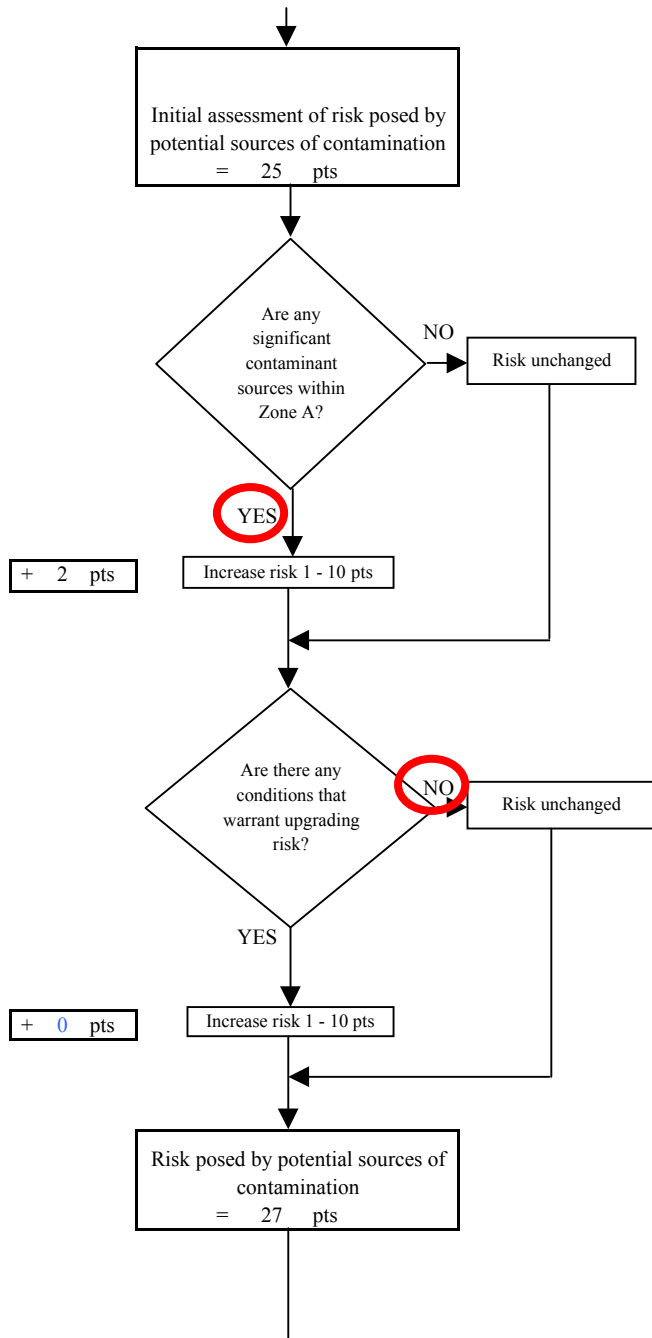 Initial assessment of risk posed by
potential sources of contamination
= 25 pts
Are any
significant
contaminant
sources within
Zone A?
NO
Risk unchanged
YES
+ 2 pts
Increase risk 1 - 10 pts
Are there any
conditions that
warrant upgrading
risk?
NO
Risk unchanged
YES
+ 0 pts
Increase risk 1 - 10 pts
Risk posed by potential sources of
contamination
= 27 pts